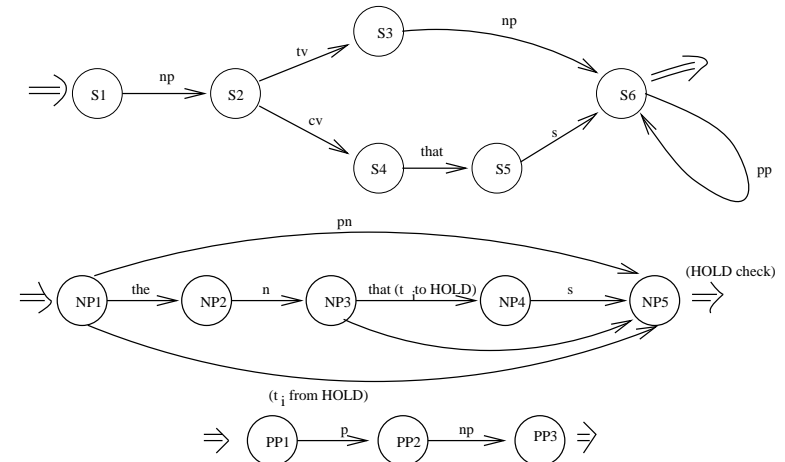 S3
np
tv
np
S1
S2
S6
cv
that
s
S4
S5
pp
pn
(HOLD check)
the
n
that (t i to HOLD)
s
NP1
NP2
NP3
NP4
NP5
(t i from HOLD)
p
np
PP1
PP2
PP3